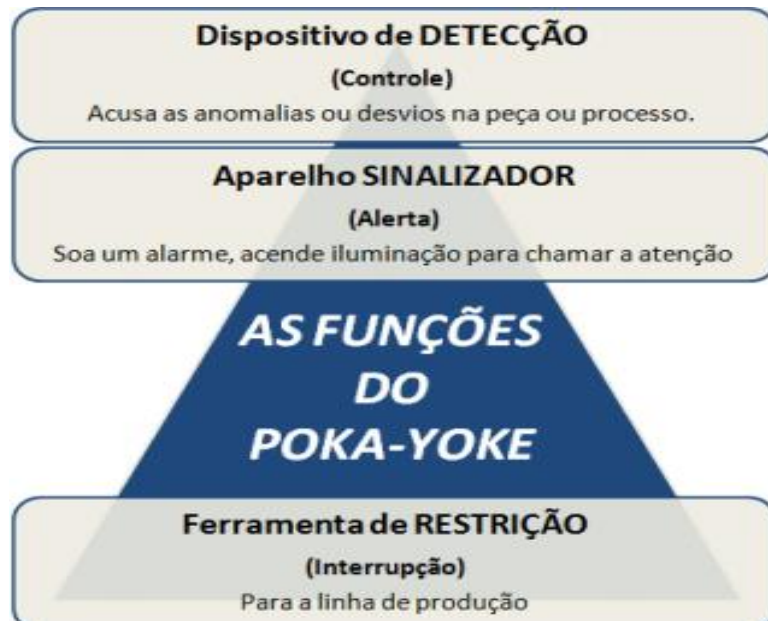 Dispositivo de DETECÇÃO
(Controle)
Acusa as anomalias ou desvios na peça ou processo.
Aparelho SINALIZADOR
(Alerta)
Soa um alarme, acende iluminação para chamar a atenção
AS FUNÇÕES
DO
POKA-YOKE
Ferramenta de RESTRIÇÃO
(Interrupção)
Para a linha de produção